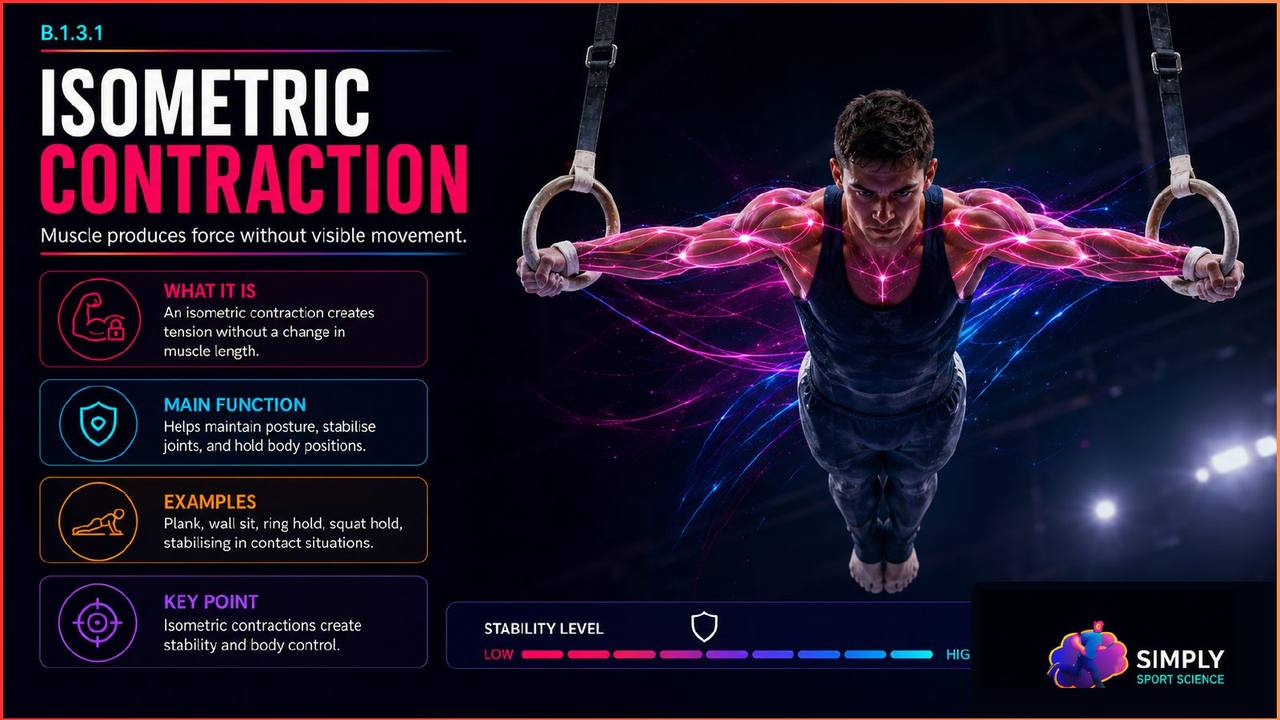 B.1.3.1
ISOMETRIC
CONTRACTION
Muscle produces force without visible movement.
WHAT IT IS
An isometric contraction creates
tension without a change in
muscle length.
MAIN FUNCTION
Helps maintain posture, stabilise
joints, and hold body positions.
EXAMPLES
Plank, wall sit, ring hold, squat hold,
stabilising in contact situations.
KEY POINT
Isometric contractions create
stability and body control.
STABILITY LEVEL
LOW
HIG
SIMPLY
SPORT SCIENCE